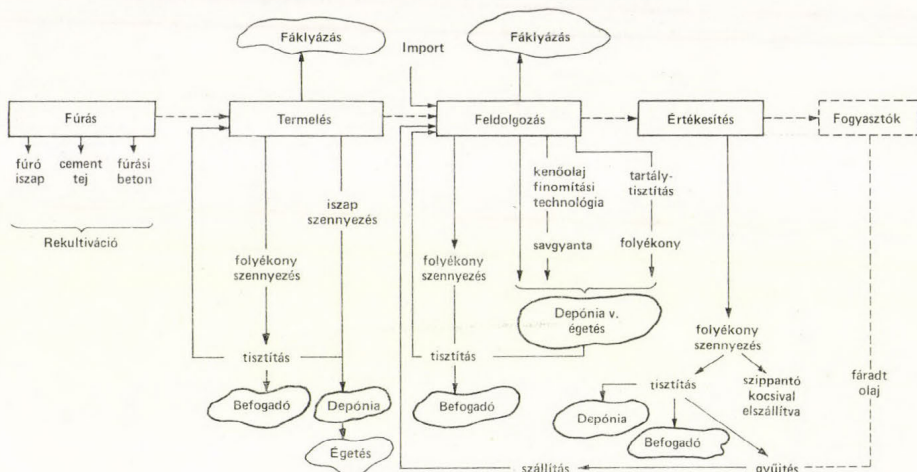 Fáklyázás
Fáklyázás
Import
Fúrás
Termelés
Feldolgozás
Értékesítés
Fogyasztók
fúró
iszap
cement
tej
fúrási
beton
Rekultiváció
iszap
szennyezés
folyékony
szennyezés
kenőolaj
finomítási
technológia
savgyanta
tartály-
tisztítás
folyékony
folyékony
szennyezés
Depónia v.
égetés
folyékony
szennyezés
tisztítás
Befogadó
Depónia
Égetés
tisztítás
Befogadó
tisztítás
szippantó
kocsival
elszállítva
fáradt
olaj
Depónia
Befogadó
szállítás
gyűjtés